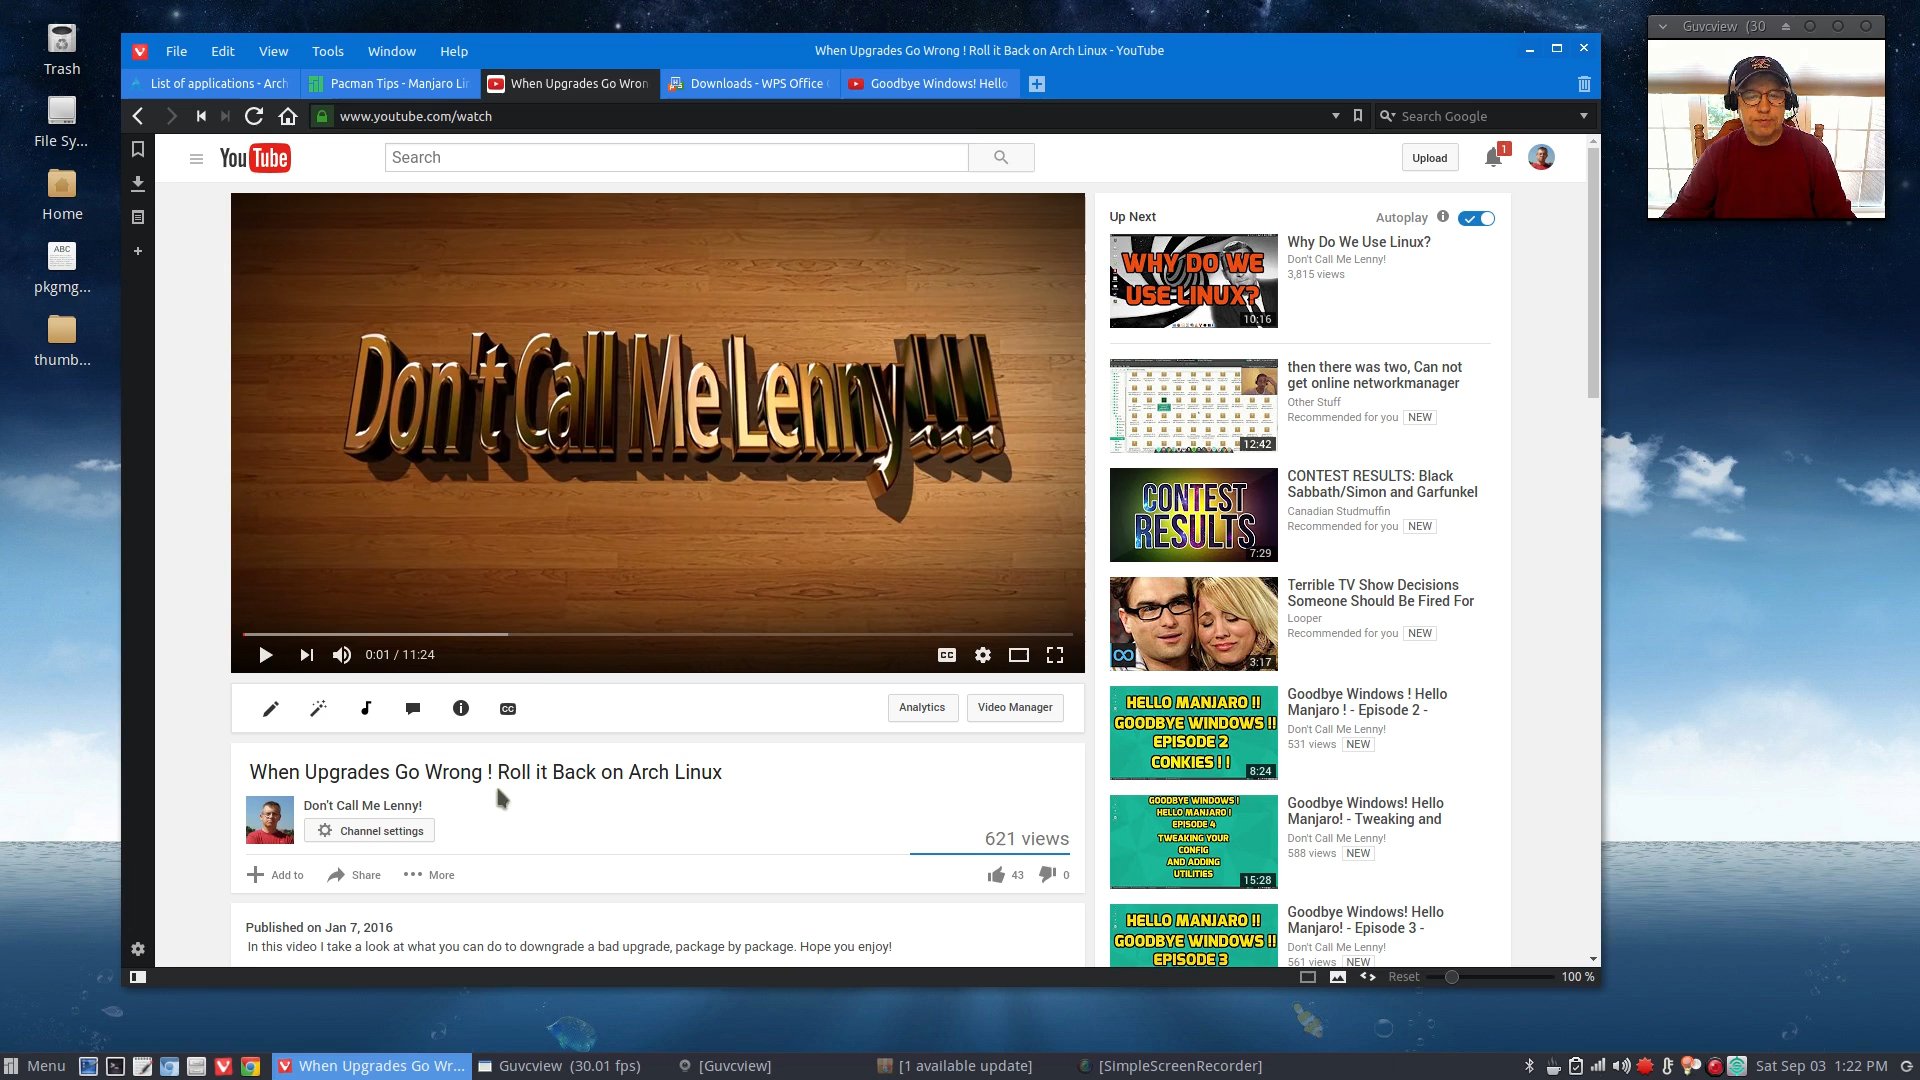 Trash
File Sy...
Home
ABC
pkgmg...
thumb...
File Edit View Tools Window Help
When Upgrades Go Wrong ! Roll it Back on Arch Linux - YouTube
List of applications - Arch
Pacman Tips - Manjaro Lin
When Upgrades Go Wron
Downloads - WPS Office
Goodbye Windows! Hello
www.youtube.com/watch
Search Google
Guvcview (30
YouTube
Search
Upload
1
Don't Call Me Lenny!!!
0:01 / 11:24
CC
CC
Analytics
Video Manager
When Upgrades Go Wrong ! Roll it Back on Arch Linux
Don't Call Me Lenny!
Channel settings
621 views
Add to
Share
More
43
0
Published on Jan 7, 2016
In this video I take a look at what you can do to downgrade a bad upgrade, package by package. Hope you enjoy!
Up Next
Autoplay
WHY DO WE
USE LINUX?
10:16
Why Do We Use Linux?
Don't Call Me Lenny!
3,815 views
12:42
then there was two, Can not
get online networkmanager
Other Stuff
Recommended for you NEW
CONTEST
RESULTS
7:29
CONTEST RESULTS: Black
Sabbath/Simon and Garfunkel
Canadian Studmuffin
Recommended for you NEW
3:17
Terrible TV Show Decisions
Someone Should Be Fired For
Looper
Recommended for you NEW
HELLO MANJARO !!
GOODBYE WINDOWS !!
EPISODE 2
CONKIES ! !
8:24
Goodbye Windows ! Hello
Manjaro ! - Episode 2 -
Don't Call Me Lenny!
531 views NEW
GOODBYE WINDOWS !
HELLO MANJARO !
EPISODE 4
TWEAKING YOUR
CONFIG
AND ADDING
UTILITIES
15:28
Goodbye Windows! Hello
Manjaro! - Tweaking and
Don't Call Me Lenny!
588 views NEW
HELLO MANJARO !!
GOODBYE WINDOWS !!
EPISODE 3
Goodbye Windows! Hello
Manjaro! - Episode 3 -
Don't Call Me Lenny!
561 views NEW
Reset
100 %
Menu
When Upgrades Go Wr...
Guvcview (30.01 fps)
[Guvcview]
[1 available update]
[SimpleScreenRecorder]
Sat Sep 03 1:22 PM